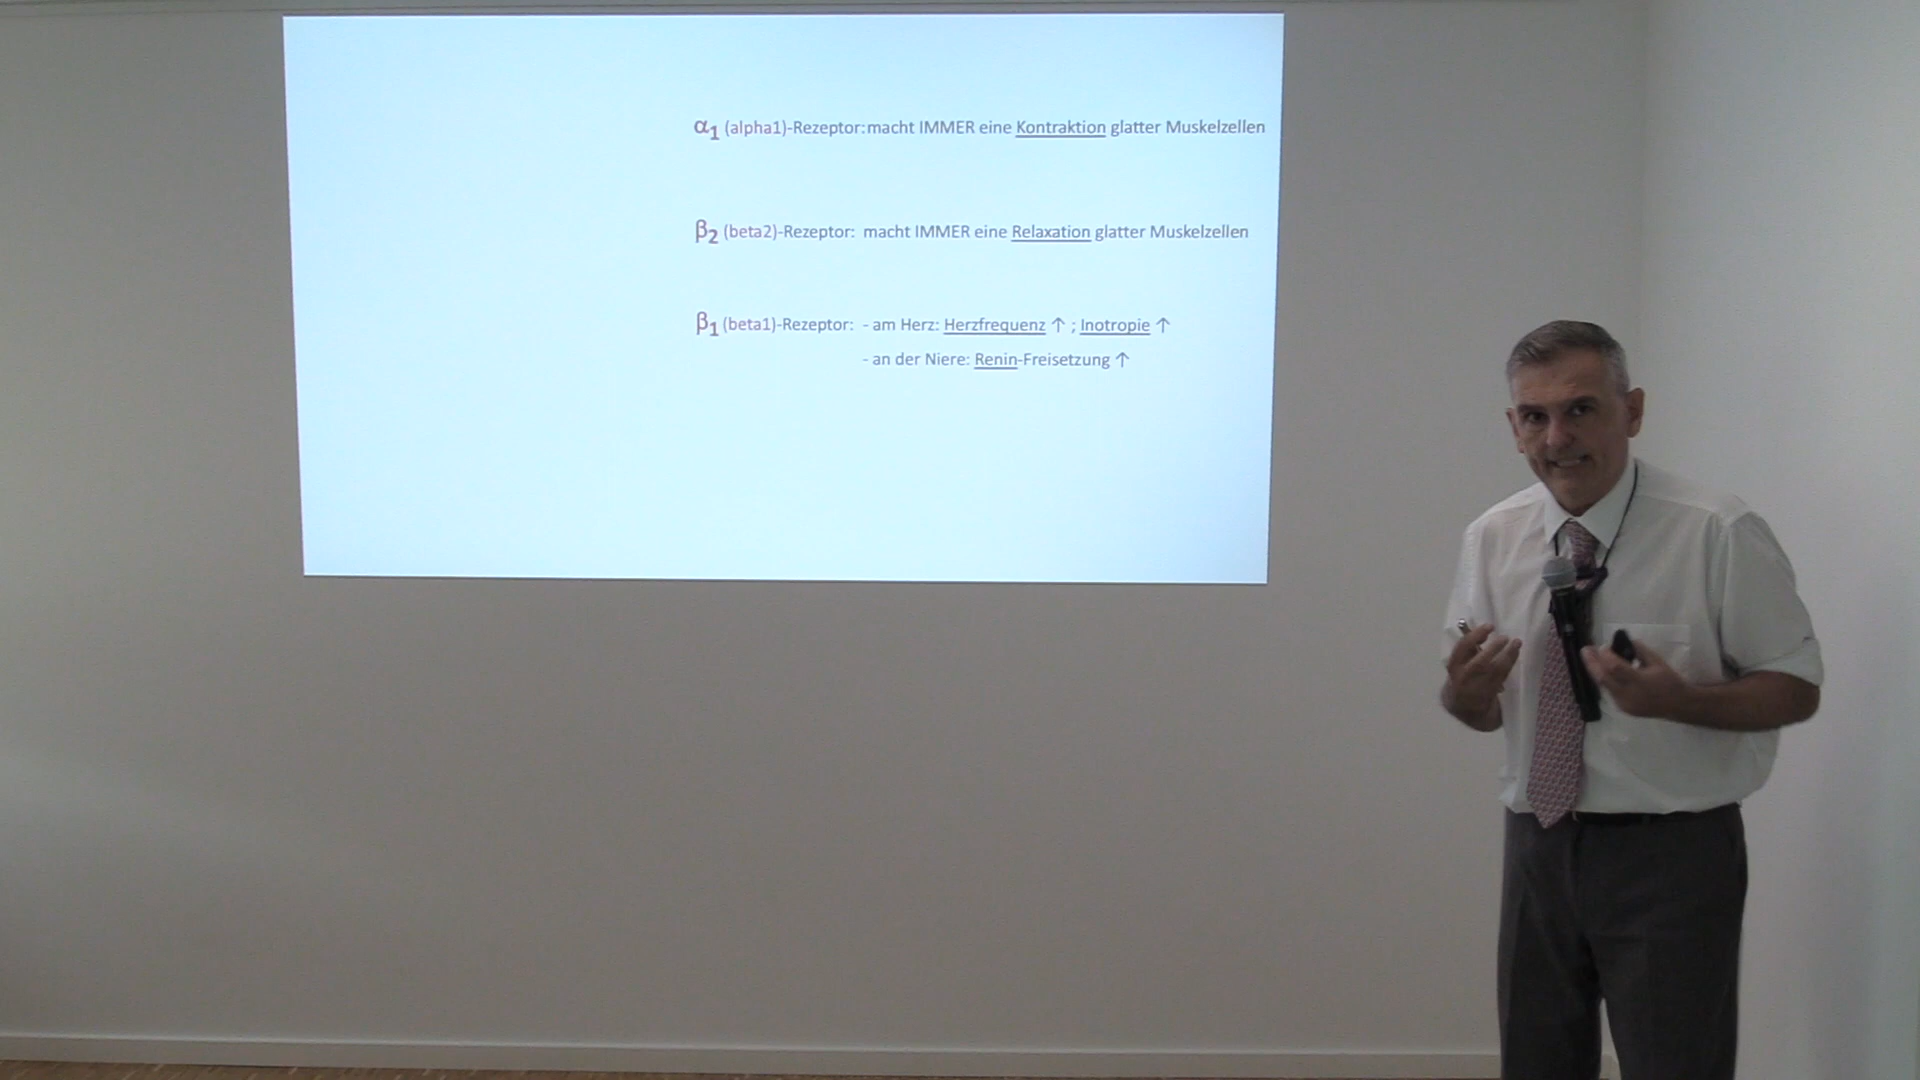 α₁ (alpha1)-Rezeptor: macht IMMER eine Kontraktion glatter Muskelzellen
β₂ (beta2)-Rezeptor: macht IMMER eine Relaxation glatter Muskelzellen
β₁ (beta1)-Rezeptor: - am Herz: Herzfrequenz ↑ ; Inotropie ↑
- an der Niere: Renin-Freisetzung ↑